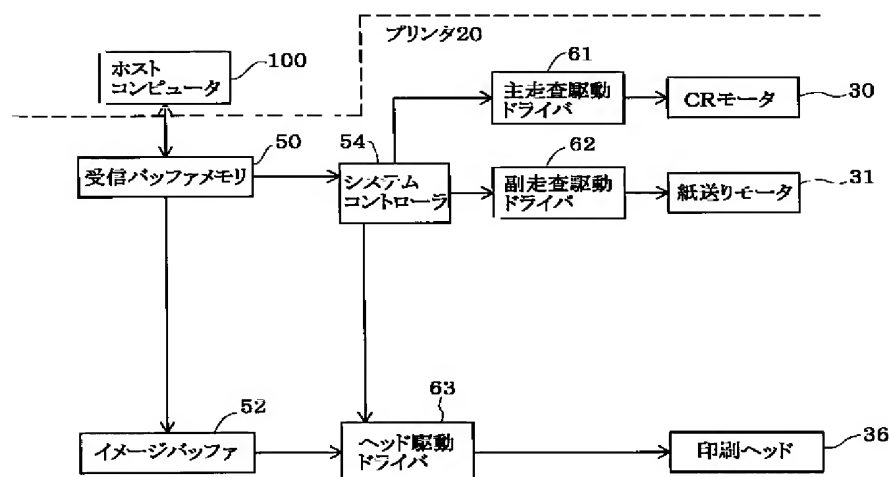 プリンタ20
ホスト
コンピュータ
100
61
主走査駆動
ドライバ
CRモータ
30
50
受信バッファメモリ
54
システム
コントローラ
62
副走査駆動
ドライバ
紙送りモータ
31
52
イメージバッファ
63
ヘッド駆動
ドライバ
印刷ヘッド
36